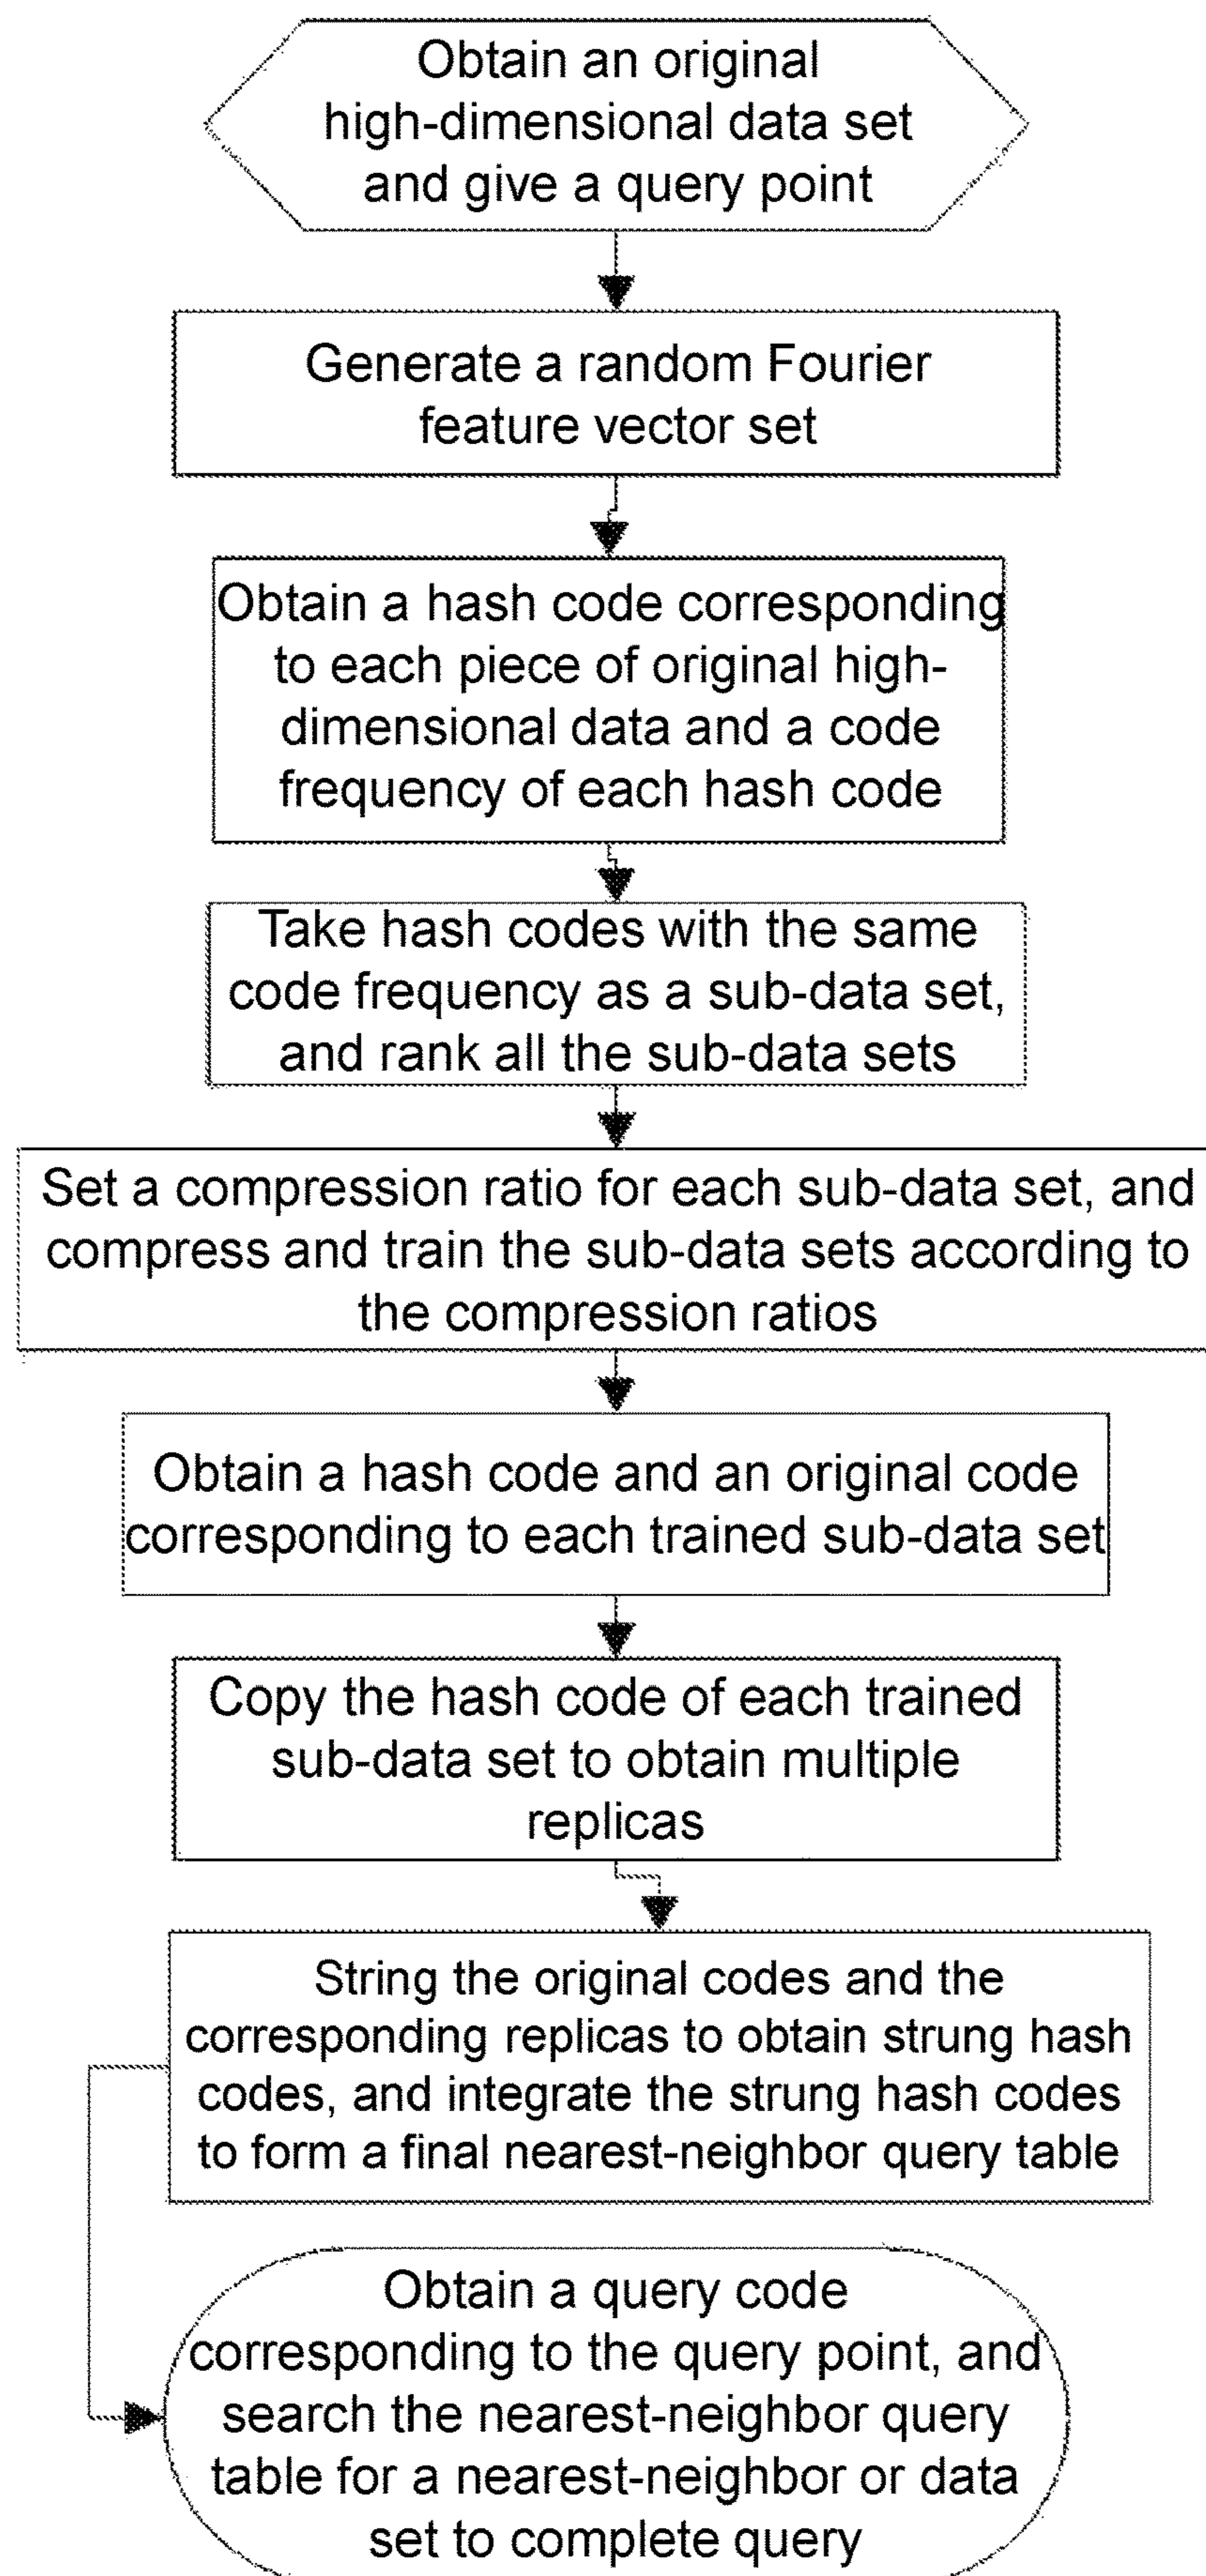 Obtain an original
high-dimensional data set
and give a query point
Generate a random Fourier
feature vector set
Obtain a hash code corresponding
to each piece of original high-
dimensional data and a code
frequency of each hash code
Take hash codes with the same
code frequency as a sub-data set,
and rank all the sub-data sets
Set a compression ratio for each sub-data set, and
compress and train the sub-data sets according to
the compression ratios
Obtain a hash code and an original code
corresponding to each trained sub-data set
Copy the hash code of each trained
sub-data set to obtain multiple
replicas
String the original codes and the
corresponding replicas to obtain strung hash
codes, and integrate the strung hash codes
to form a final nearest-neighbor query table
Obtain a query code
corresponding to the query point, and
search the nearest-neighbor query
table for a nearest-neighbor or data
set to complete query